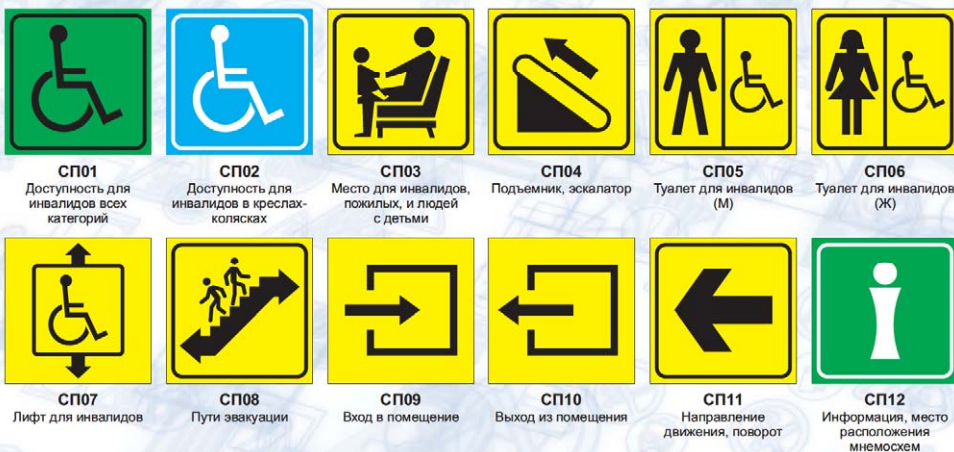 СП01
Доступность для
инвалидов всех
категорий
СП02
Доступность для
инвалидов в креслах-
колясках
СП03
Место для инвалидов,
пожилых, и людей
с детьми
СП04
Подъемник, эскалатор
СП05
Туалет для инвалидов
(М)
СП06
Туалет для инвалидов
(Ж)
СП07
Лифт для инвалидов
СП08
Пути эвакуации
СП09
Вход в помещение
СП10
Выход из помещения
СП11
Направление
движения, поворот
СП12
Информация, место
расположения
мнемосхем